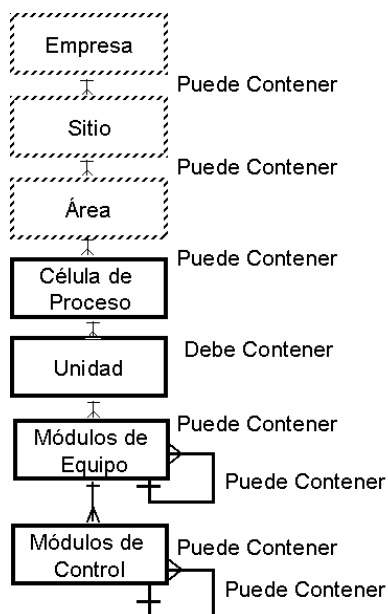 Empresa
Puede Contener
Sitio
Puede Contener
Área
Puede Contener
Célula de
Proceso
Debe Contener
Unidad
Puede Contener
Módulos de
Equipo
Puede Contener
Puede Contener
Módulos de
Control
Puede Contener